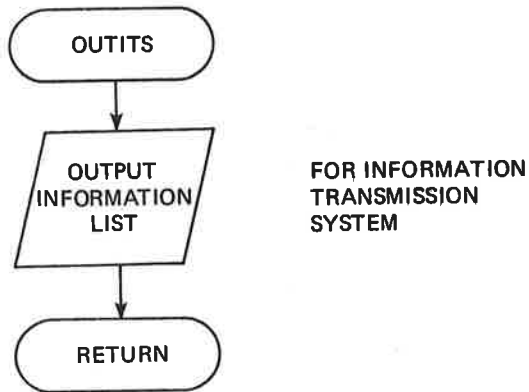 OUTITS
OUTPUT
INFORMATION
LIST
FOR INFORMATION
TRANSMISSION
SYSTEM
RETURN